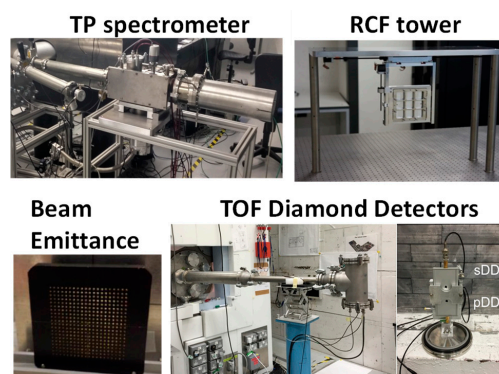 TP spectrometer
RCF tower
Beam
Emittance
TOF Diamond Detectors
sDD
pDD